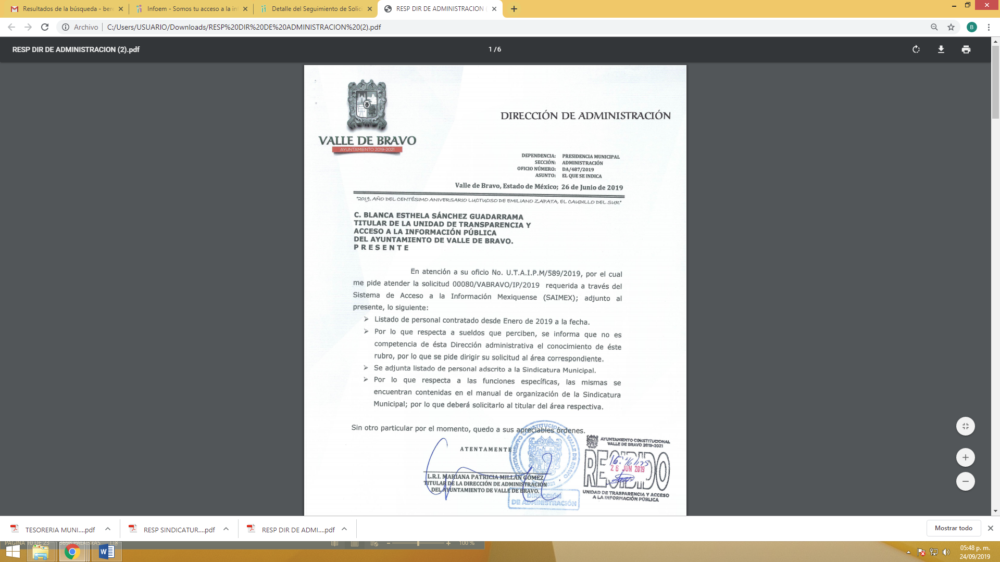 Resultados de la búsqueda - ber
Infoem - Somos tu acceso a la in
Detalle del Seguimiento de Solic
RESP DIR DE ADMINISTRACION (
Archivo
C:/Users/USUARIO/Downloads/RESP%20DIR%20DE%20ADMINISTRACION%20(2).pdf
B
RESP DIR DE ADMINISTRACION (2).pdf
1 / 6
DIRECCIÓN DE ADMINISTRACIÓN
VALLE DE BRAVO
AYUNTAMIENTO 2019-2021
DEPENDENCIA: PRESIDENCIA MUNICIPAL
SECCIÓN: ADMINISTRACIÓN
OFICIO NÚMERO: DA/487/2019
ASUNTO: EL QUE SE INDICA
Valle de Bravo, Estado de México; 26 de Junio de 2019
"2019, AÑO DEL CENTÉSIMO ANIVERSARIO LUCTUOSO DE EMILIANO ZAPATA, EL CAUDILLO DEL SUR"
C. BLANCA ESTHELA SÁNCHEZ GUADARRAMA
TITULAR DE LA UNIDAD DE TRANSPARENCIA Y
ACCESO A LA INFORMACIÓN PÚBLICA
DEL AYUNTAMIENTO DE VALLE DE BRAVO.
P R E S E N T E
En atención a su oficio No. U.T.A.I.P.M/589/2019, por el cual
me pide atender la solicitud 00080/VABRAVO/IP/2019 requerida a través del
Sistema de Acceso a la Información Mexiquense (SAIMEX); adjunto al
presente, lo siguiente:
➢ Listado de personal contratado desde Enero de 2019 a la fecha.
➢ Por lo que respecta a sueldos que perciben, se informa que no es
competencia de ésta Dirección administrativa el conocimiento de éste
rubro, por lo que se pide dirigir su solicitud al área correspondiente.
➢ Se adjunta listado de personal adscrito a la Sindicatura Municipal.
➢ Por lo que respecta a las funciones específicas, las mismas se
encuentran contenidas en el manual de organización de la Sindicatura
Municipal; por lo que deberá solicitarlo al titular del área respectiva.
Sin otro particular por el momento, quedo a sus apreciables órdenes.
A T E N T A M E N T E
L.R.I. MARIANA PATRICIA MILLÁN GÓMEZ
TITULAR DE LA DIRECCIÓN DE ADMINISTRACIÓN
DEL AYUNTAMIENTO DE VALLE DE BRAVO.
AYUNTAMIENTO CONSTITUCIONAL VALLE DE BRAVO
DIRECCIÓN
DE ADMINISTRACIÓN
AYUNTAMIENTO CONSTITUCIONAL
VALLE DE BRAVO 2019-2021
RECIBIDO
26 JUN 2019
UNIDAD DE TRANSPARENCIA Y ACCESO
A LA INFORMACIÓN PÚBLICA
TESORERIA MUNI....pdf
RESP SINDICATUR....pdf
RESP DIR DE ADMI....pdf
Mostrar todo
PÁGINA 10 DE 23
PALABRAS
100 %
05:48 p. m.
24/09/2019